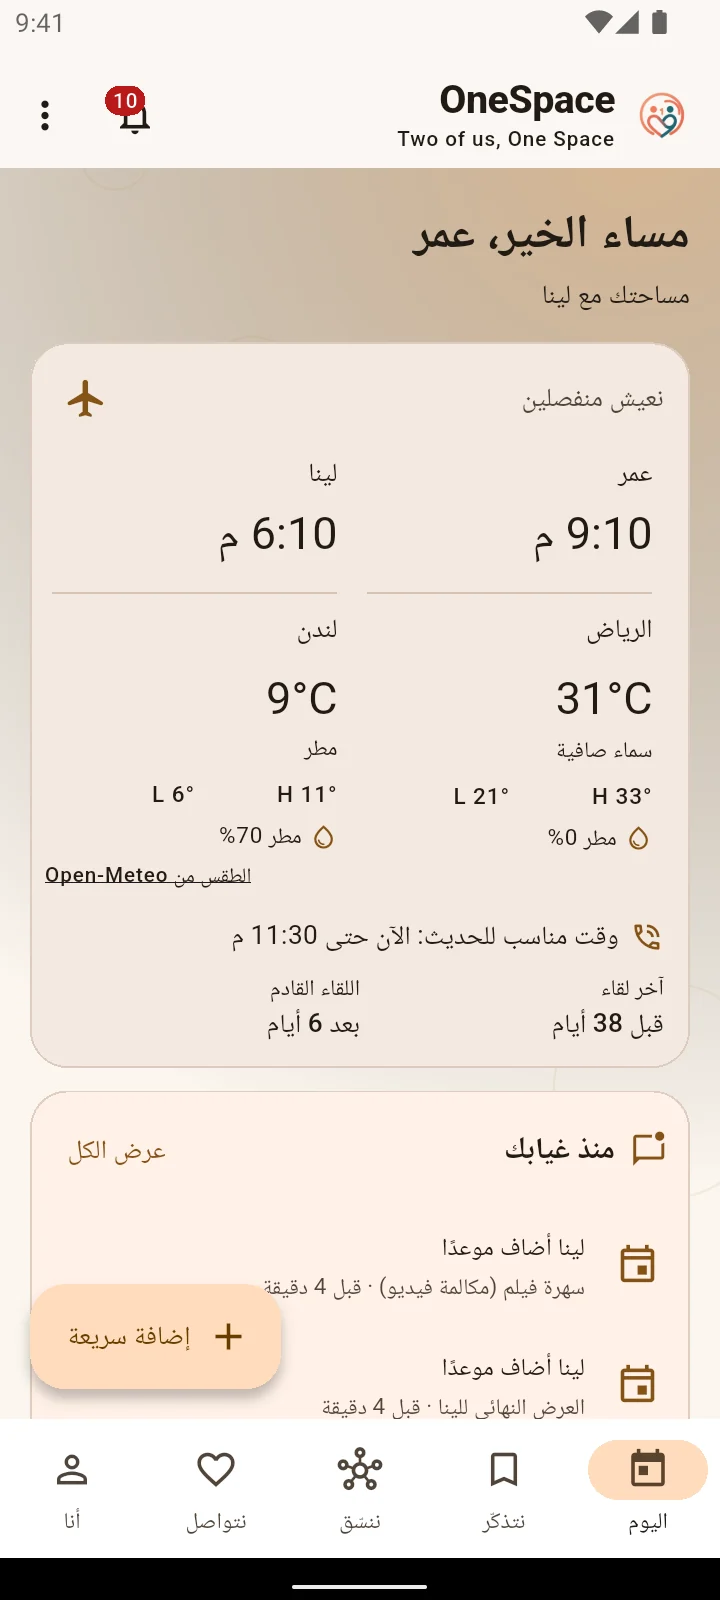 9:41
10
OneSpace
Two of us, One Space
مساء الخير، عمر
مساحتك مع لينا
نعيش منفصلين
عمر
9:10 م
الرياض
31°C
سماء صافية
H 33° L 21°
مطر 0%
لينا
6:10 م
لندن
9°C
مطر
H 11° L 6°
مطر 70%
الطقس من Open-Meteo
وقت مناسب للحديث: الآن حتى 11:30 م
آخر لقاء
قبل 38 أيام
اللقاء القادم
بعد 6 أيام
منذ غيابك
عرض الكل
لينا أضاف موعدًا
سهرة فيلم (مكالمة فيديو) · قبل 4 دقيقة
لينا أضاف موعدًا
العرض النهائي للينا · قبل 4 دقيقة
إضافة سريعة
اليوم
نتذكّر
ننسّق
نتواصل
أنا